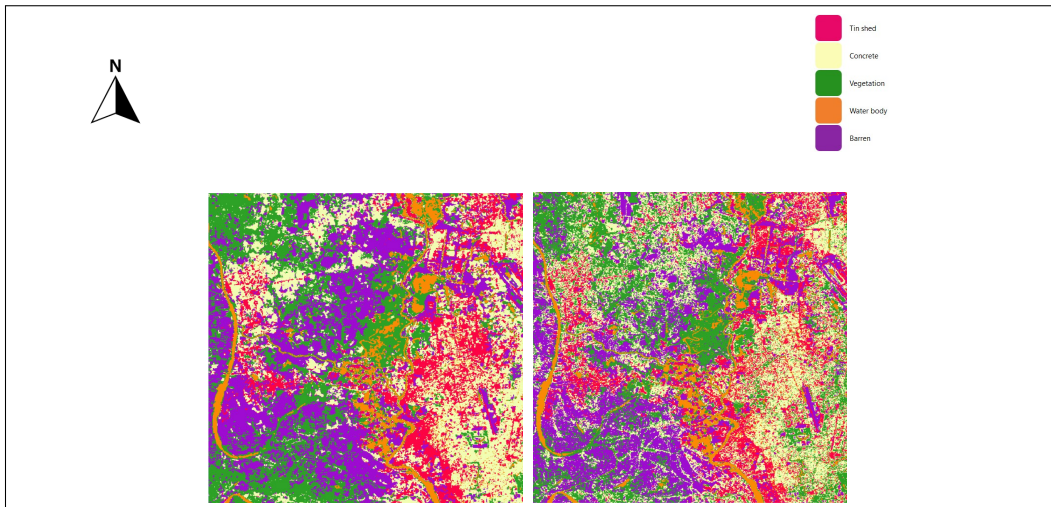 N
Tin shed
Concrete
Vegetation
Water body
Barren